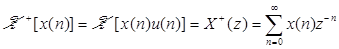 𝒵⁺[x(n)] = 𝒵[x(n)u(n)] = X⁺(z) = ∑_{n=0}^{∞} x(n)z⁻ⁿ